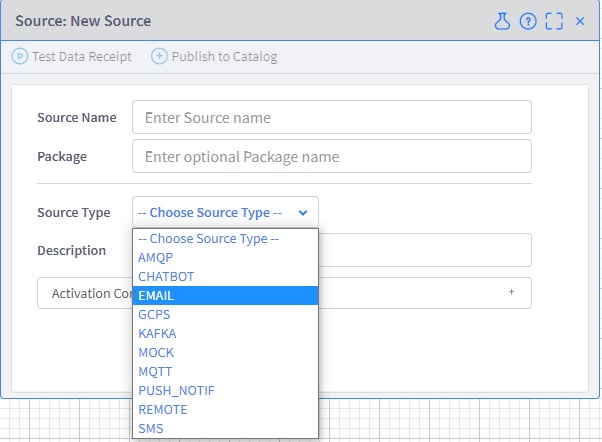 Source: New Source
Test Data Receipt Publish to Catalog
Source Name Enter Source name
Package Enter optional Package name
Source Type -- Choose Source Type --
-- Choose Source Type --
Description
AMQP
CHATBOT
Activation Con
EMAIL
GCPS
KAFKA
MOCK
MQTT
PUSH_NOTIF
REMOTE
SMS